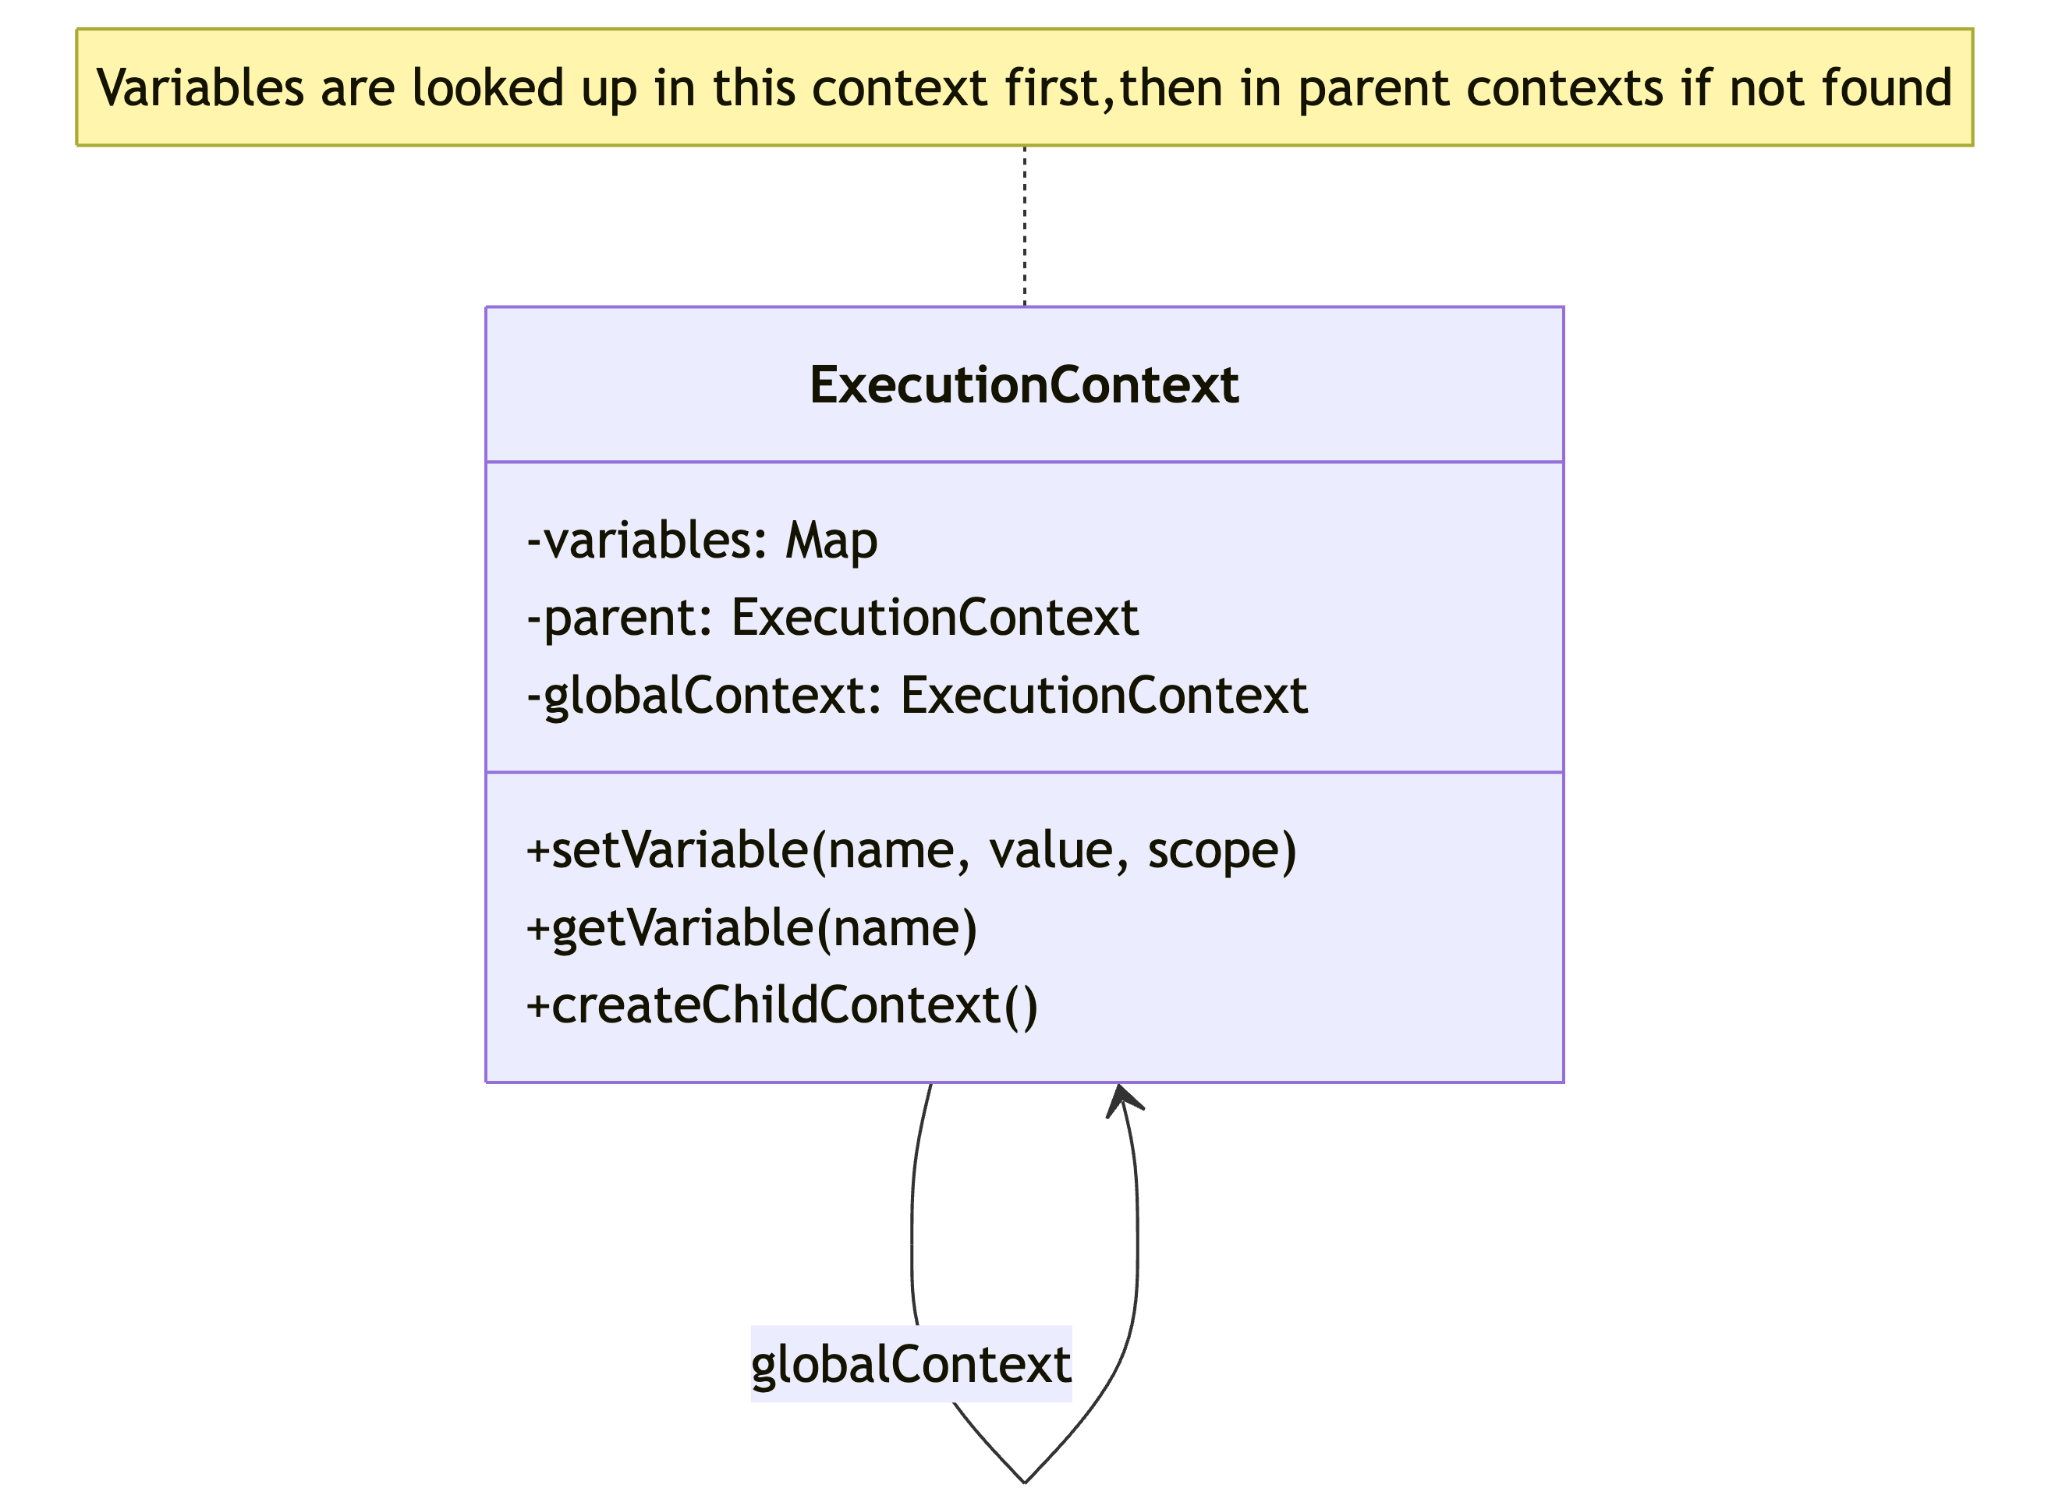 Variables are looked up in this context first,then in parent contexts if not found
ExecutionContext
-variables: Map
-parent: ExecutionContext
-globalContext: ExecutionContext
+setVariable(name, value, scope)
+getVariable(name)
+createChildContext()
globalContext